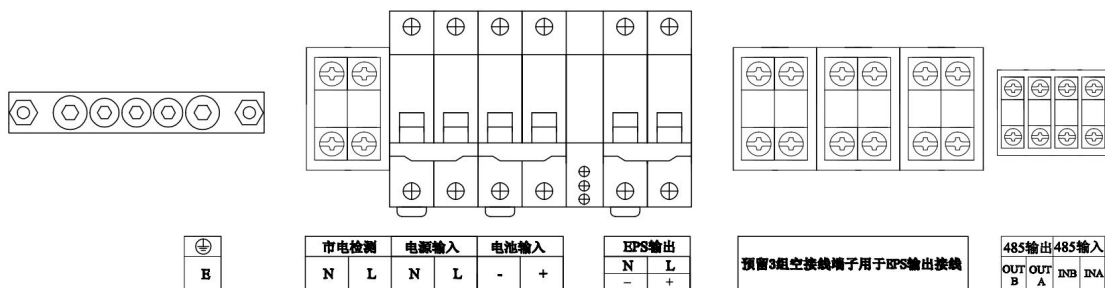 E
市电检测 电源输入 电池输入
N L N L - +
EPS输出
N L
- +
预留3组空接线端子用于EPS输出接线
485输出 485输入
OUT B OUT A INB INA